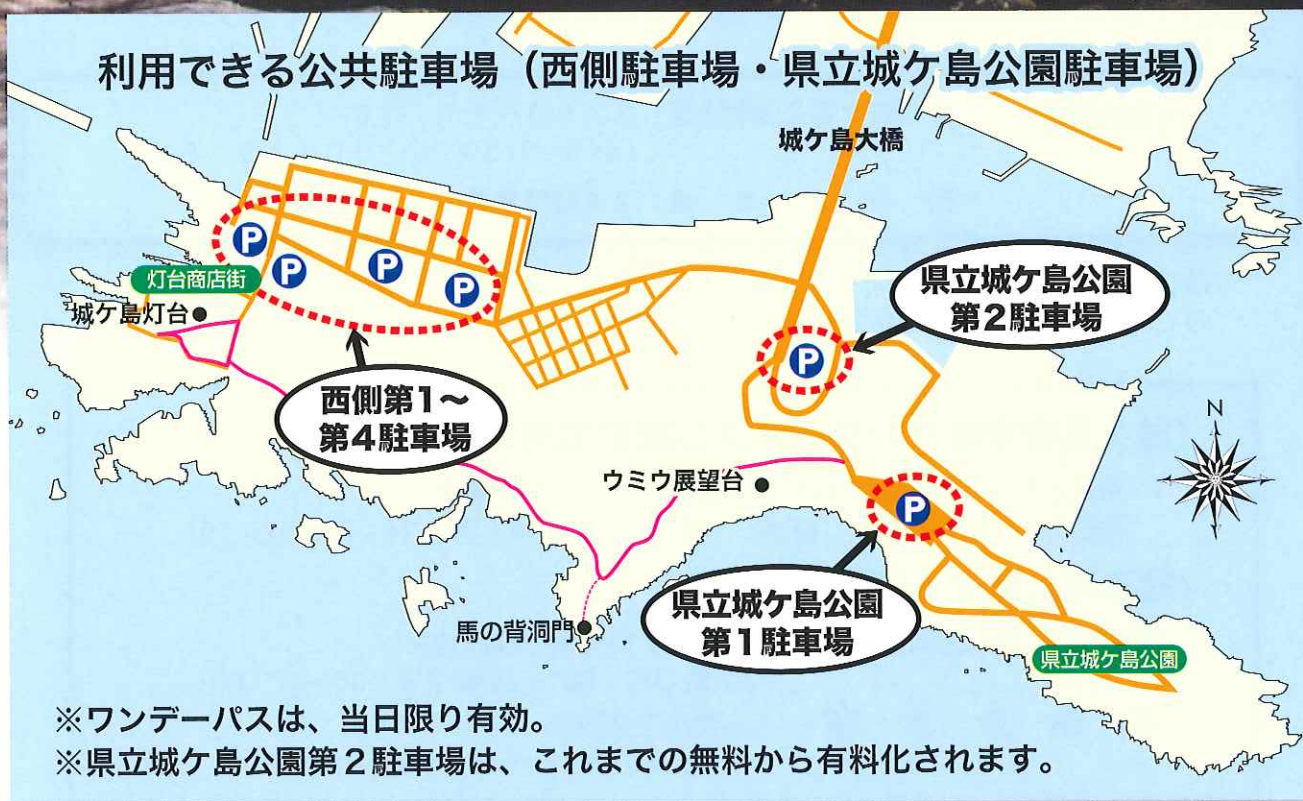 利用できる公共駐車場（西側駐車場・県立城ケ島公園駐車場）
城ケ島大橋
P
P
P
P
灯台商店街
城ケ島灯台
県立城ケ島公園
第2駐車場
P
西側第1～
第4駐車場
N
ウミウ展望台
P
県立城ケ島公園
第1駐車場
馬の背洞門
県立城ケ島公園
※ワンデーパスは、当日限り有効。
※県立城ケ島公園第2駐車場は、これまでの無料から有料化されます。